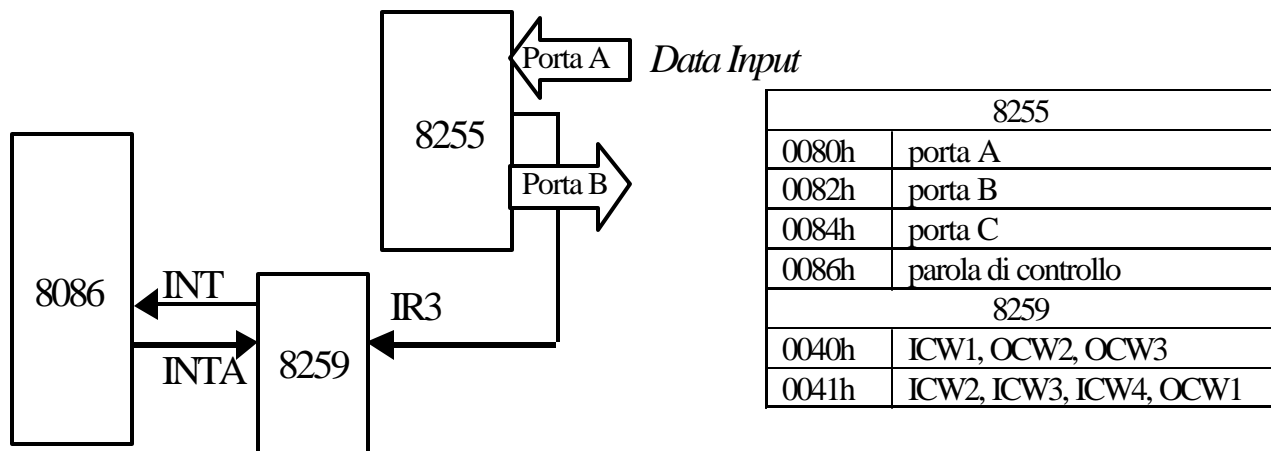 Porta A
Data Input
8255
Porta B
8086
INT
INTA
8259
IR3
8255
0080h porta A
0082h porta B
0084h porta C
0086h parola di controllo
8259
0040h ICW1, OCW2, OCW3
0041h ICW2, ICW3, ICW4, OCW1